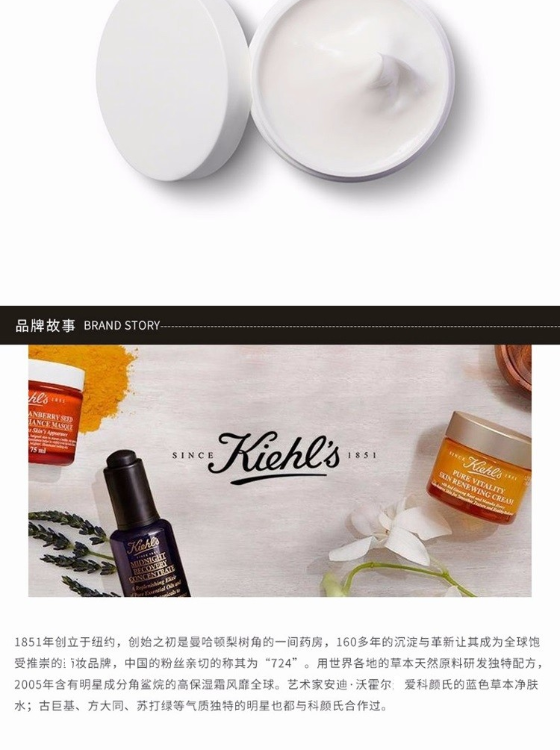 品牌故事 BRAND STORY
Kiehl's 1851
CRANBERRY SEED
75 ml
SINCE Kiehl's 1851
Kiehl's
MIDNIGHT
RECOVERY
CONCENTRATE
A Replenishing Elixir
SINCE Kiehl's 1851
PURE VITALITY
SKIN RENEWING CREAM
1851年创立于纽约，创始之初是曼哈顿梨树角的一间药房，160多年的沉淀与革新让其成为全球饱
受推崇的 妆品牌，中国的粉丝亲切的称其为“724”。用世界各地的草本天然原料研发独特配方，
2005年含有明星成分角鲨烷的高保湿霜风靡全球。艺术家安迪·沃霍尔 爱科颜氏的蓝色草本净肤
水；古巨基、方大同、苏打绿等气质独特的明星也都与科颜氏合作过。